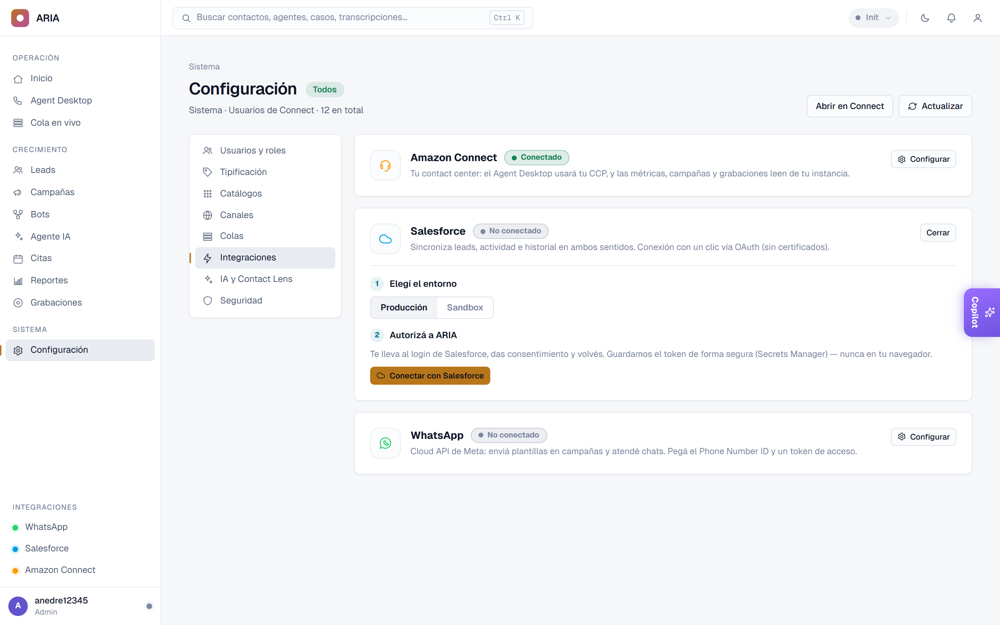 ARIA
Buscar contactos, agentes, casos, transcripciones...
Ctrl K
Init
OPERACIÓN
Inicio
Agent Desktop
Cola en vivo
CRECIMIENTO
Leads
Campañas
Bots
Agente IA
Citas
Reportes
Grabaciones
SISTEMA
Configuración
INTEGRACIONES
WhatsApp
Salesforce
Amazon Connect
A
anedre12345
Admin
Sistema
Configuración
Todos
Sistema · Usuarios de Connect · 12 en total
Abrir en Connect
Actualizar
Usuarios y roles
Tipificación
Catálogos
Canales
Colas
Integraciones
IA y Contact Lens
Seguridad
Amazon Connect
Conectado
Tu contact center: el Agent Desktop usará tu CCP, y las métricas, campañas y grabaciones leen de tu instancia.
Configurar
Salesforce
No conectado
Sincroniza leads, actividad e historial en ambos sentidos. Conexión con un clic vía OAuth (sin certificados).
Cerrar
1 Elegí el entorno
Producción
Sandbox
2 Autorizá a ARIA
Te lleva al login de Salesforce, das consentimiento y volvés. Guardamos el token de forma segura (Secrets Manager) — nunca en tu navegador.
Conectar con Salesforce
WhatsApp
No conectado
Cloud API de Meta: enviá plantillas en campañas y atendé chats. Pegá el Phone Number ID y un token de acceso.
Configurar
Copilot